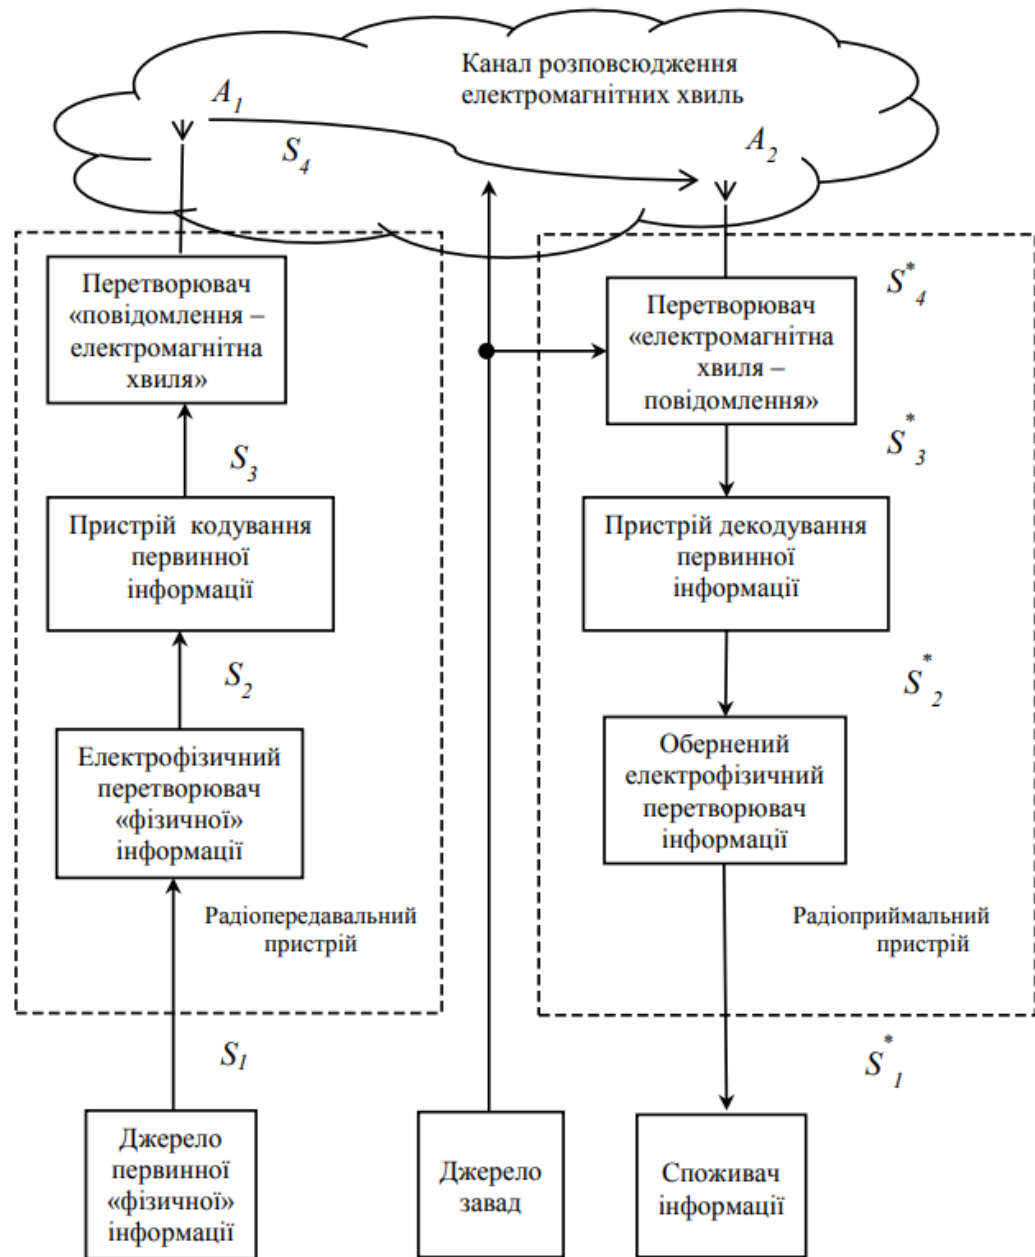 Канал розповсюдження
електромагнітних хвиль
A₁
S₄
A₂
Перетворювач
«повідомлення –
електромагнітна
хвиля»
S₃
Пристрій кодування
первинної
інформації
S₂
Електрофізичний
перетворювач
«фізичної»
інформації
Радіопередавальний
пристрій
S₁
Джерело
первинної
«фізичної»
інформації
Джерело
завад
S*₄
Перетворювач
«електромагнітна
хвиля –
повідомлення»
S*₃
Пристрій декодування
первинної
інформації
S*₂
Обернений
електрофізичний
перетворювач
інформації
Радіоприймальний
пристрій
S*₁
Споживач
інформації